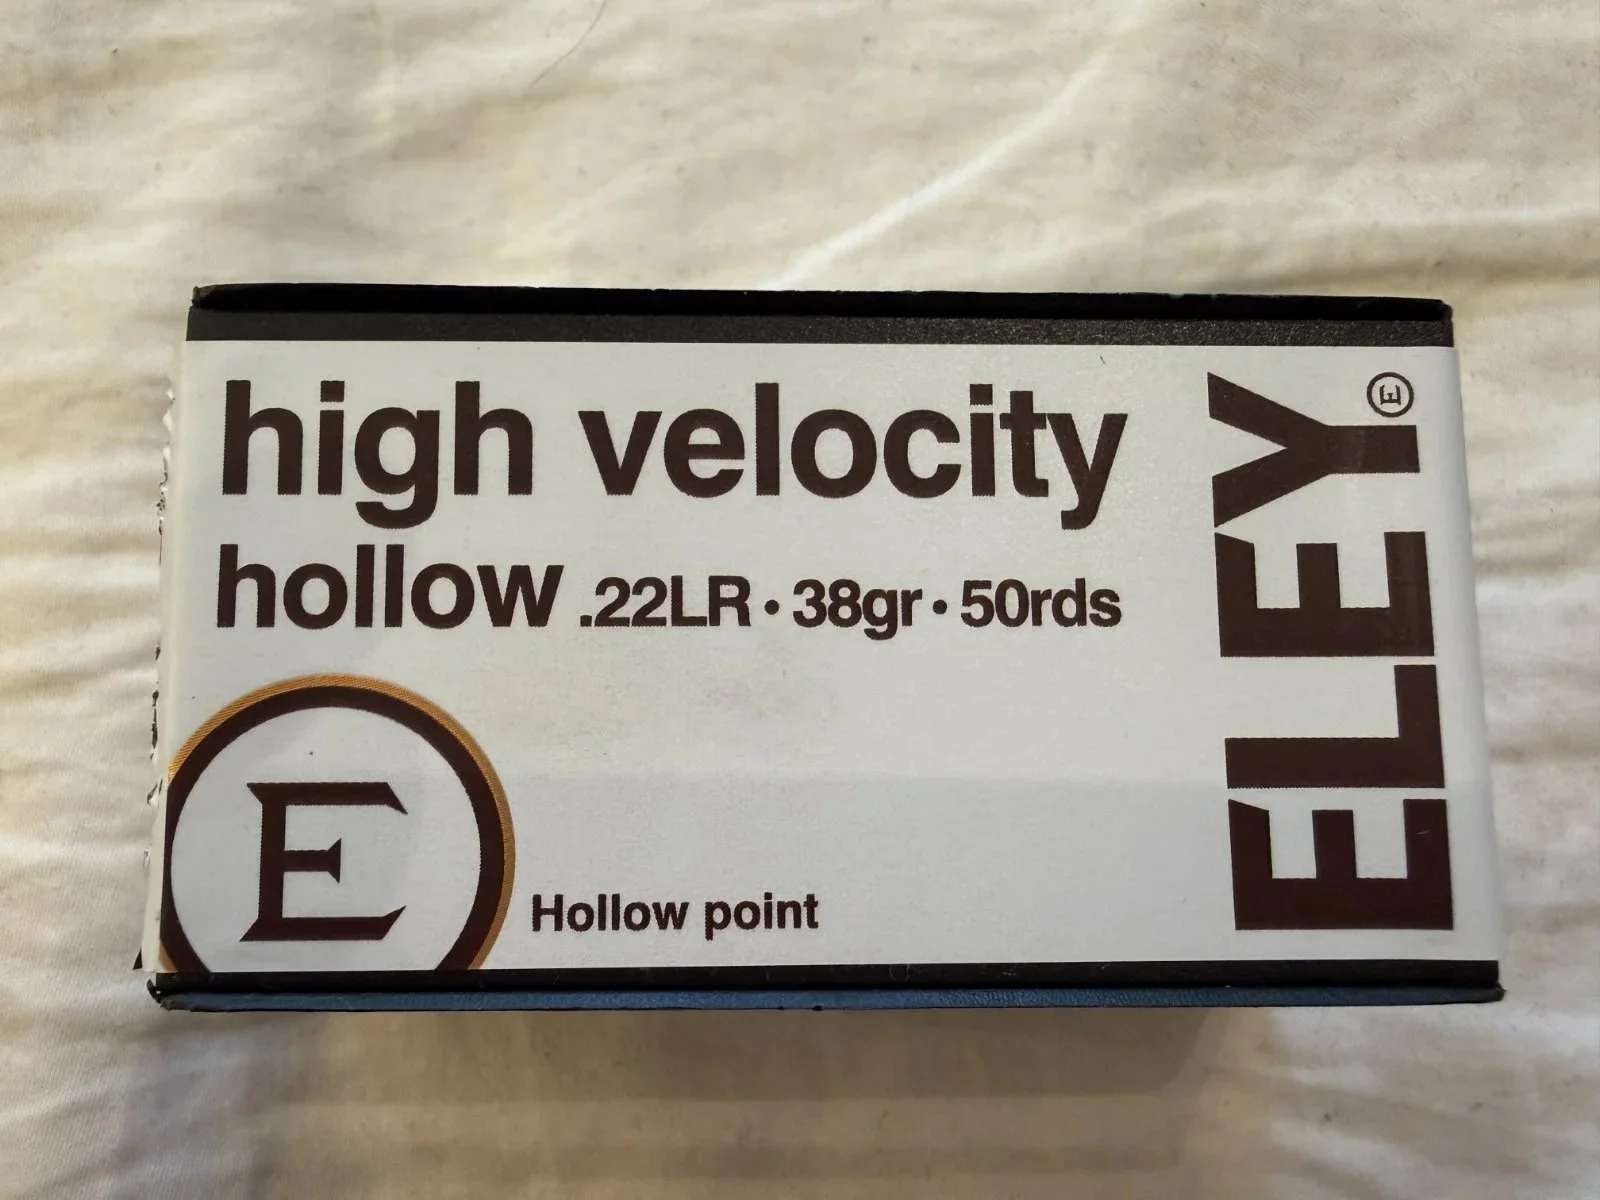 high velocity
hollow .22LR • 38gr • 50rds
E
Hollow point
ELEY
E